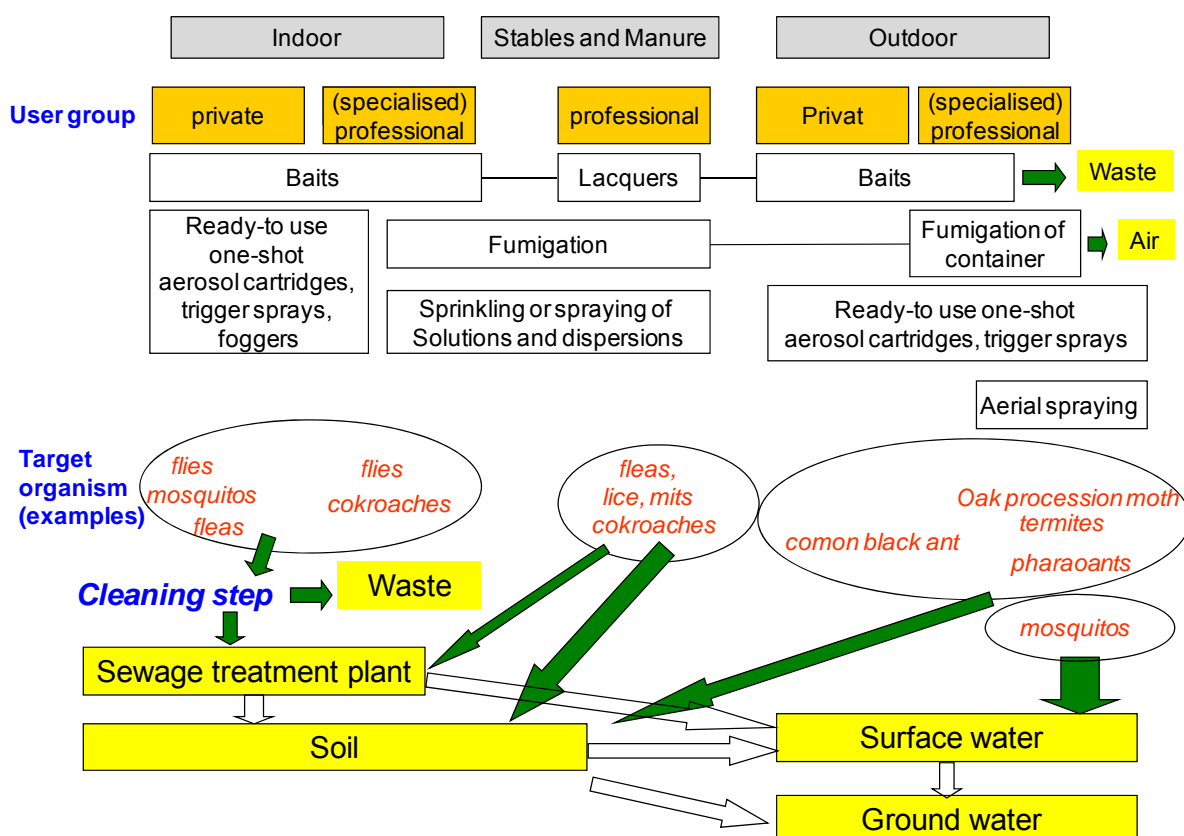 Indoor
Stables and Manure
Outdoor
User group
private
(specialised)
professional
professional
Privat
(specialised)
professional
Baits
Lacquers
Baits
Waste
Ready-to use
one-shot
aerosol cartridges,
trigger sprays,
foggers
Fumigation
Fumigation of
container
Air
Sprinkling or spraying of
Solutions and dispersions
Ready-to use one-shot
aerosol cartridges, trigger sprays
Aerial spraying
Target
organism
(examples)
flies
mosquitos
fleas
flies
cokroaches
fleas,
lice, mits
cokroaches
Oak procession moth
termites
comon black ant
pharaoants
mosquitos
Cleaning step
Waste
Sewage treatment plant
Soil
Surface water
Ground water